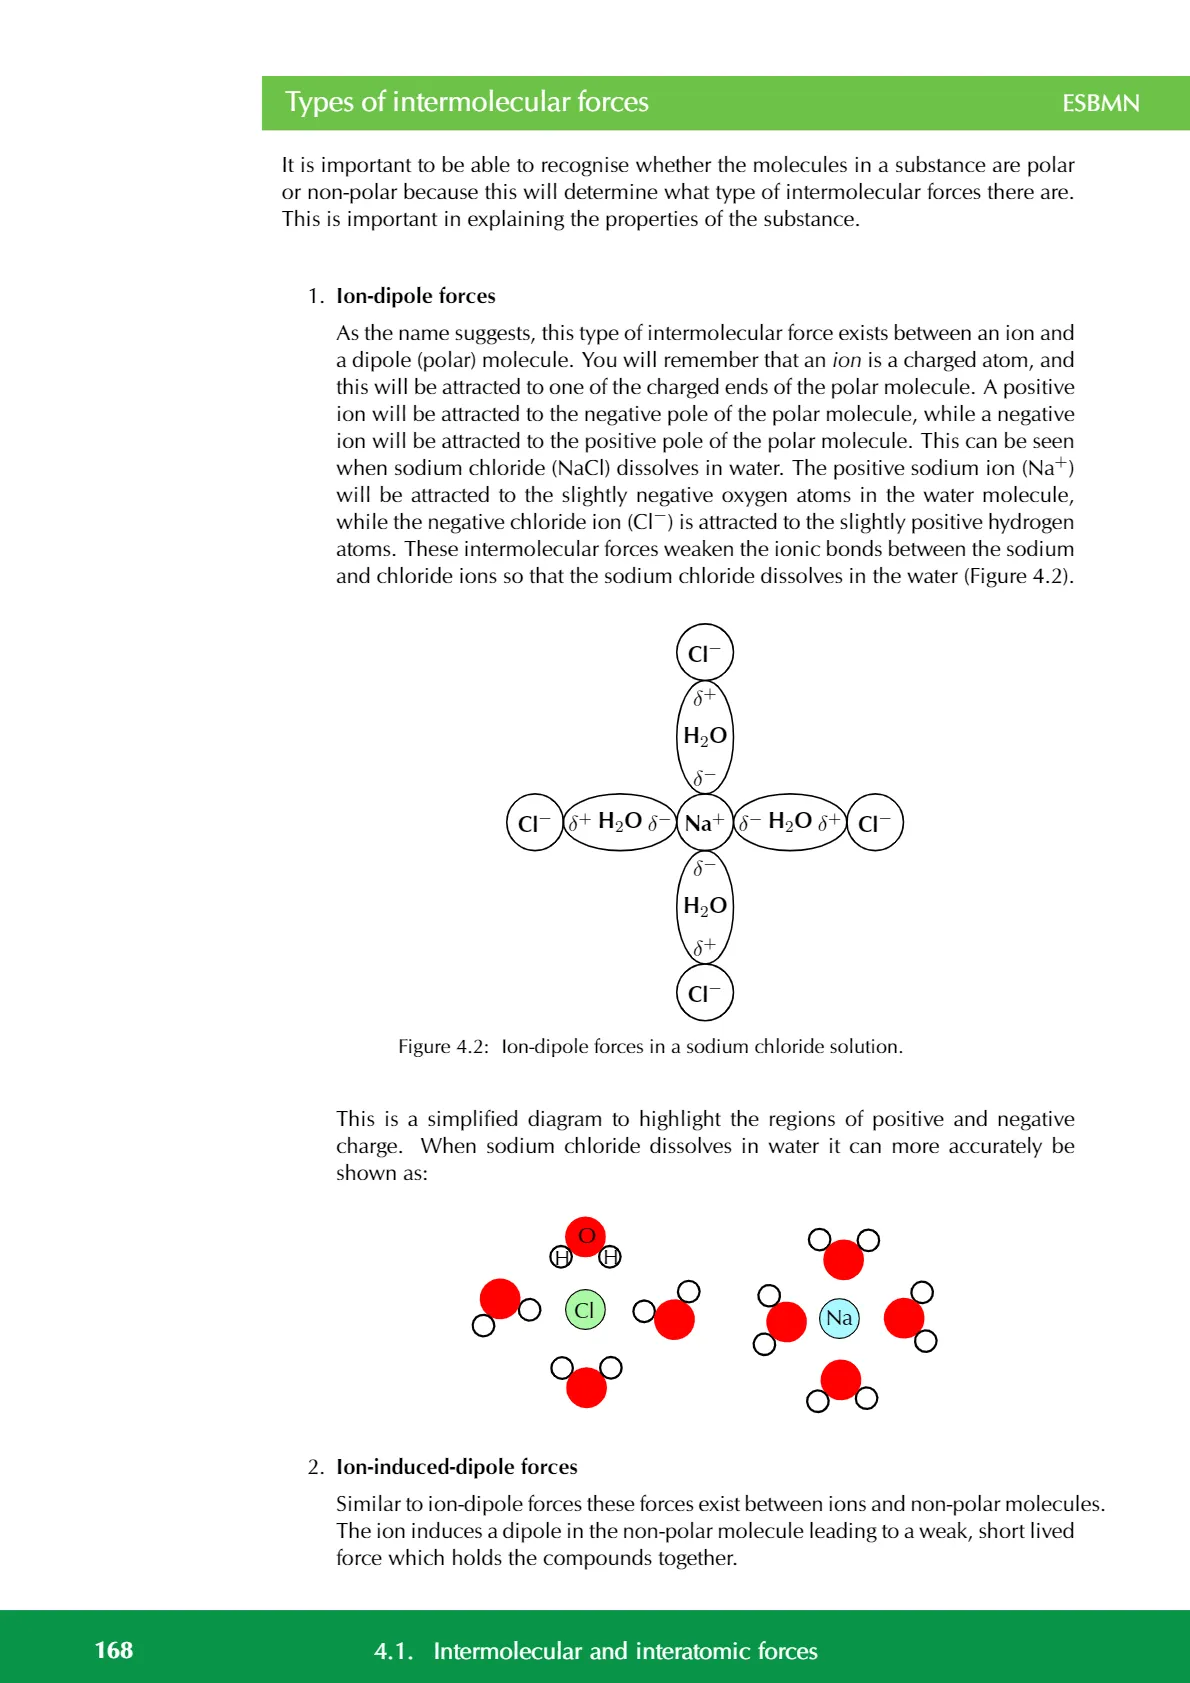 Types of intermolecular forces ESBMN
It is important to be able to recognise whether the molecules in a substance are polar
or non-polar because this will determine what type of intermolecular forces there are.
This is important in explaining the properties of the substance.
1. Ion-dipole forces
As the name suggests, this type of intermolecular force exists between an ion and
a dipole (polar) molecule. You will remember that an ion is a charged atom, and
this will be attracted to one of the charged ends of the polar molecule. A positive
ion will be attracted to the negative pole of the polar molecule, while a negative
ion will be attracted to the positive pole of the polar molecule. This can be seen
when sodium chloride (NaCl) dissolves in water. The positive sodium ion (Na⁺)
will be attracted to the slightly negative oxygen atoms in the water molecule,
while the negative chloride ion (Cl⁻) is attracted to the slightly positive hydrogen
atoms. These intermolecular forces weaken the ionic bonds between the sodium
and chloride ions so that the sodium chloride dissolves in the water (Figure 4.2).
Cl⁻
δ⁺
H₂O
δ⁻
Cl⁻ δ⁺ H₂O δ⁻ Na⁺ δ⁻ H₂O δ⁺ Cl⁻
δ⁻
H₂O
δ⁺
Cl⁻
Figure 4.2: Ion-dipole forces in a sodium chloride solution.
This is a simplified diagram to highlight the regions of positive and negative
charge. When sodium chloride dissolves in water it can more accurately be
shown as:
O
H H
Cl
Na
2. Ion-induced-dipole forces
Similar to ion-dipole forces these forces exist between ions and non-polar molecules.
The ion induces a dipole in the non-polar molecule leading to a weak, short lived
force which holds the compounds together.
168 4.1. Intermolecular and interatomic forces